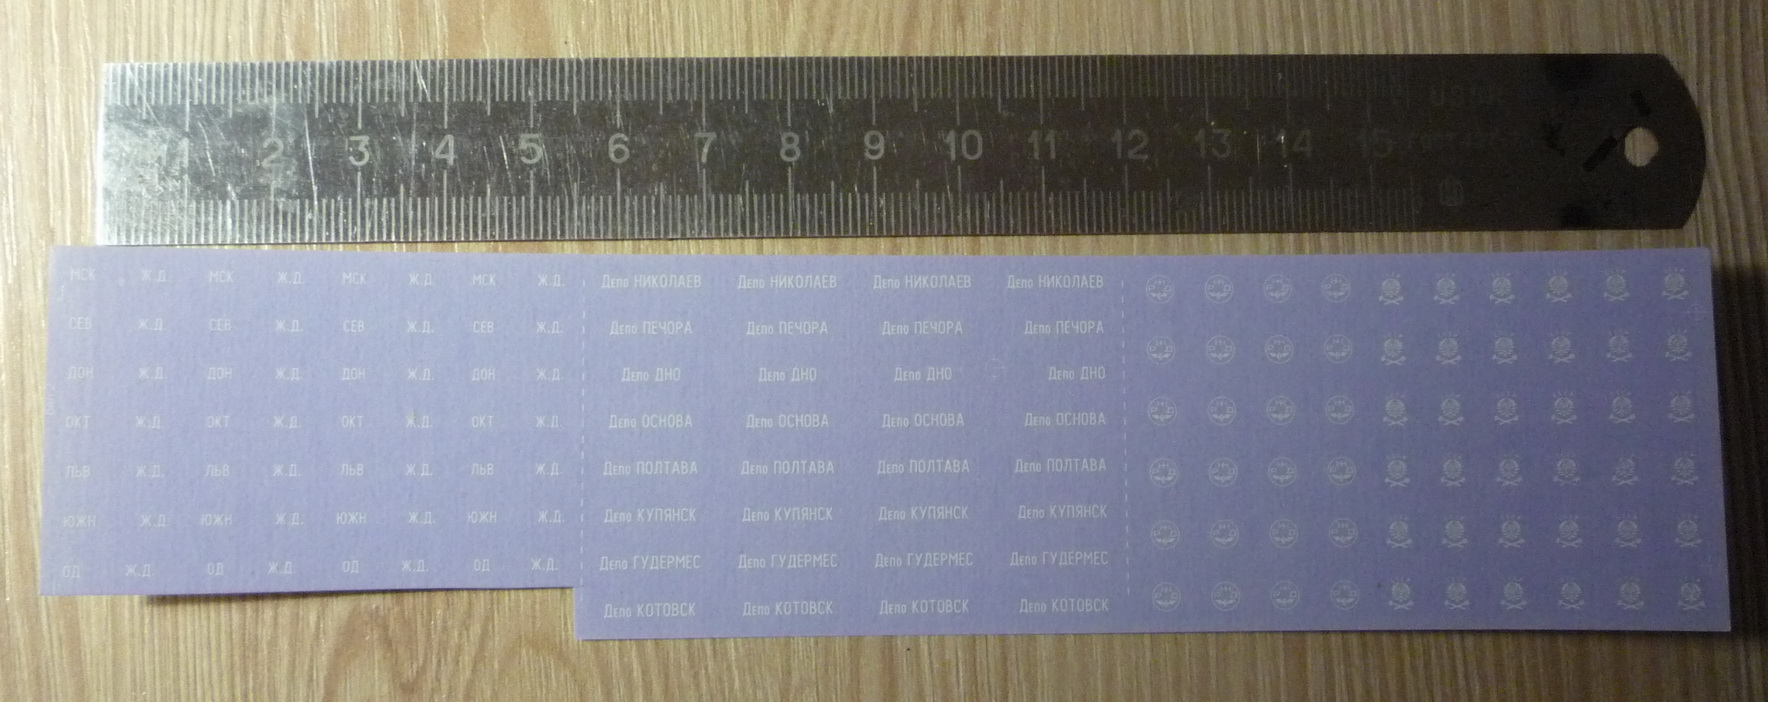 1 2 3 4 5 6 7 8 9 10 11 12 13 14 15
МСК Ж.Д. МСК Ж.Д. МСК Ж.Д. МСК Ж.Д. Депо НИКОЛАЕВ Депо НИКОЛАЕВ Депо НИКОЛАЕВ Депо НИКОЛАЕВ
СЕВ Ж.Д. СЕВ Ж.Д. СЕВ Ж.Д. СЕВ Ж.Д. Депо ПЕЧОРА Депо ПЕЧОРА Депо ПЕЧОРА Депо ПЕЧОРА
ДОН Ж.Д. ДОН Ж.Д. ДОН Ж.Д. ДОН Ж.Д. Депо ДНО Депо ДНО Депо ДНО Депо ДНО
ОКТ Ж.Д. ОКТ Ж.Д. ОКТ Ж.Д. ОКТ Ж.Д. Депо ОСНОВА Депо ОСНОВА Депо ОСНОВА Депо ОСНОВА
ЛЬВ Ж.Д. ЛЬВ Ж.Д. ЛЬВ Ж.Д. ЛЬВ Ж.Д. Депо ПОЛТАВА Депо ПОЛТАВА Депо ПОЛТАВА Депо ПОЛТАВА
ЮЖН Ж.Д. ЮЖН Ж.Д. ЮЖН Ж.Д. ЮЖН Ж.Д. Депо КУПЯНСК Депо КУПЯНСК Депо КУПЯНСК Депо КУПЯНСК
ОД Ж.Д. ОД Ж.Д. ОД Ж.Д. ОД Ж.Д. Депо ГУДЕРМЕС Депо ГУДЕРМЕС Депо ГУДЕРМЕС Депо ГУДЕРМЕС
Депо КОТОВСК Депо КОТОВСК Депо КОТОВСК Депо КОТОВСК